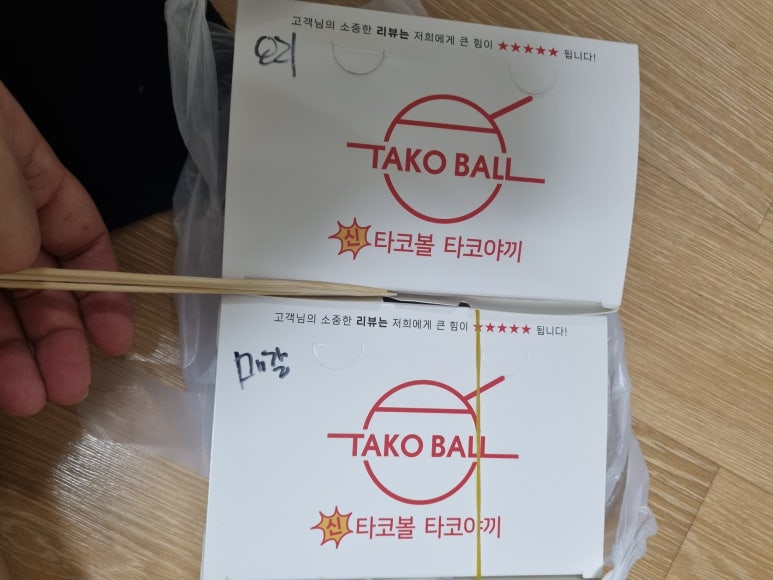 고객님의 소중한 리뷰는 저희에게 큰 힘이 ★★★★★ 됩니다!
오리
TAKO BALL
신 타코볼 타코야끼
고객님의 소중한 리뷰는 저희에게 큰 힘이 ★★★★★ 됩니다!
매갈
TAKO BALL
신 타코볼 타코야끼